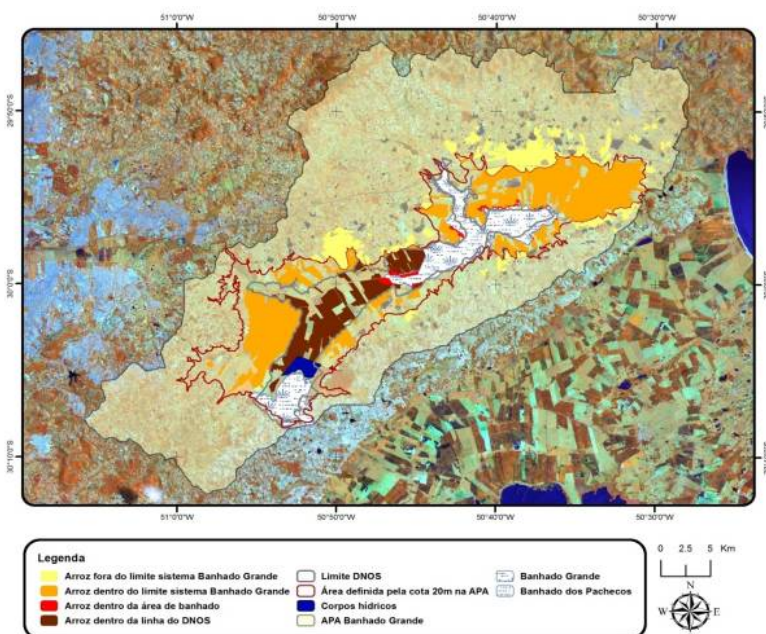 51°0'0"W 50°50'0"W 50°40'0"W 50°30'0"W
29°50'0"S
30°0'0"S
30°10'0"S
51°0'0"W 50°50'0"W 50°40'0"W 50°30'0"W
Legenda
Arroz fora do limite sistema Banhado Grande
Arroz dentro do limite sistema Banhado Grande
Arroz dentro da área de banhado
Arroz dentro da linha do DNOS
Limite DNOS
Área definida pela cota 20m na APA
Corpos hídricos
APA Banhado Grande
Banhado Grande
Banhado dos Pachecos
0 2.5 5 Km
N
W E
S